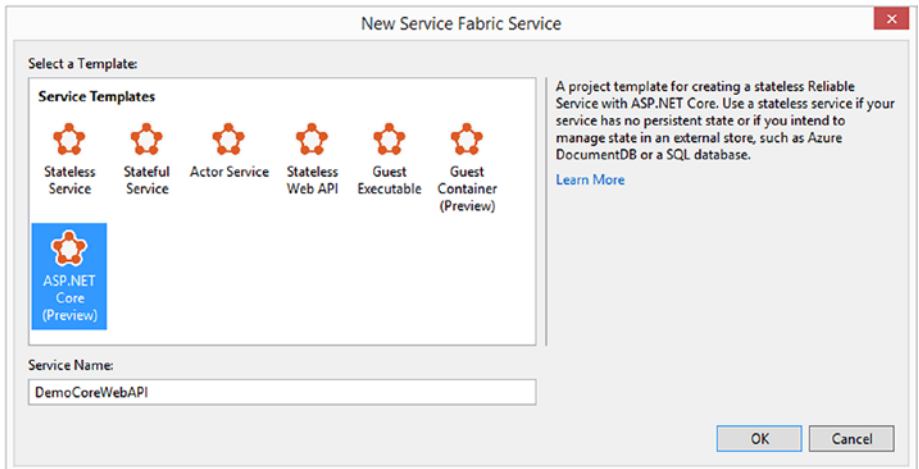 New Service Fabric Service
Select a Template:
Service Templates
Stateless
Service
Stateful
Service
Actor Service
Stateless
Web API
Guest
Executable
Guest
Container
(Preview)
ASP.NET
Core
(Preview)
A project template for creating a stateless Reliable
Service with ASP.NET Core. Use a stateless service if your
service has no persistent state or if you intend to
manage state in an external store, such as Azure
DocumentDB or a SQL database.
Learn More
Service Name:
DemoCoreWebAPI
OK
Cancel